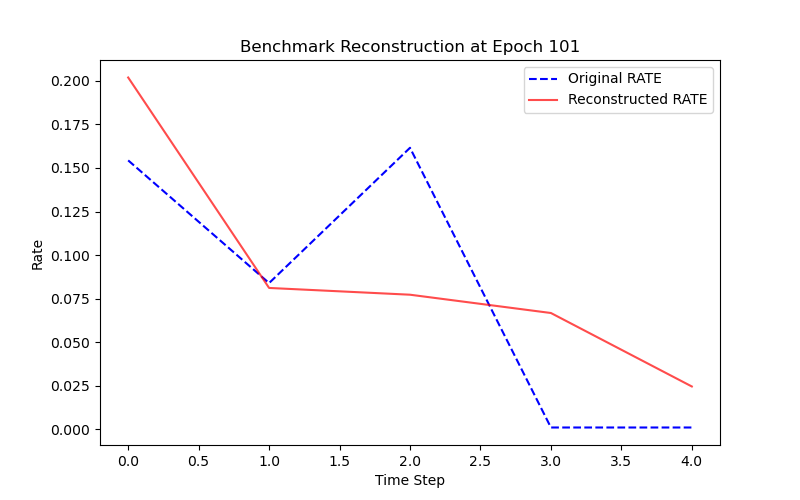 Benchmark Reconstruction at Epoch 101
Original RATE
Reconstructed RATE
0.200
0.175
0.150
0.125
0.100
0.075
0.050
0.025
0.000
Rate
0.0 0.5 1.0 1.5 2.0 2.5 3.0 3.5 4.0
Time Step